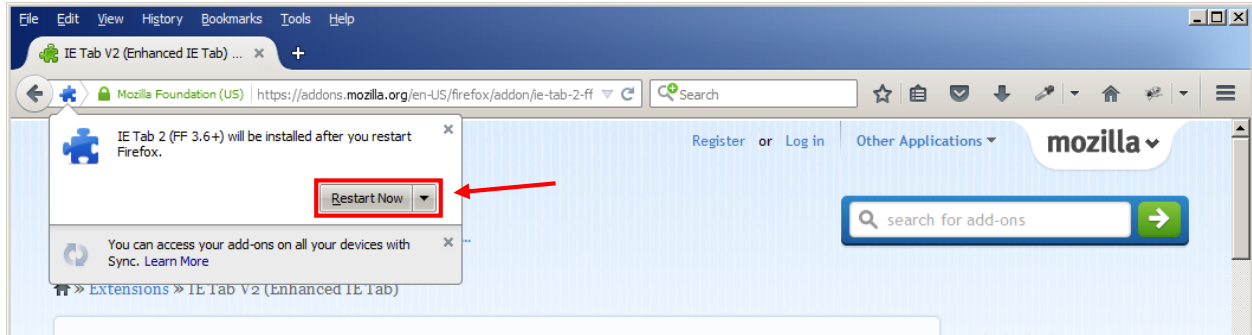 File Edit View History Bookmarks Tools Help
IE Tab V2 (Enhanced IE Tab) ...
Mozilla Foundation (US) https://addons.mozilla.org/en-US/firefox/addon/ie-tab-2-ff Search
IE Tab 2 (FF 3.6+) will be installed after you restart
Firefox.
Register or Log in Other Applications mozilla
Restart Now
search for add-ons
You can access your add-ons on all your devices with
Sync. Learn More
...
» Extensions » IE Tab V2 (Enhanced IE Tab)